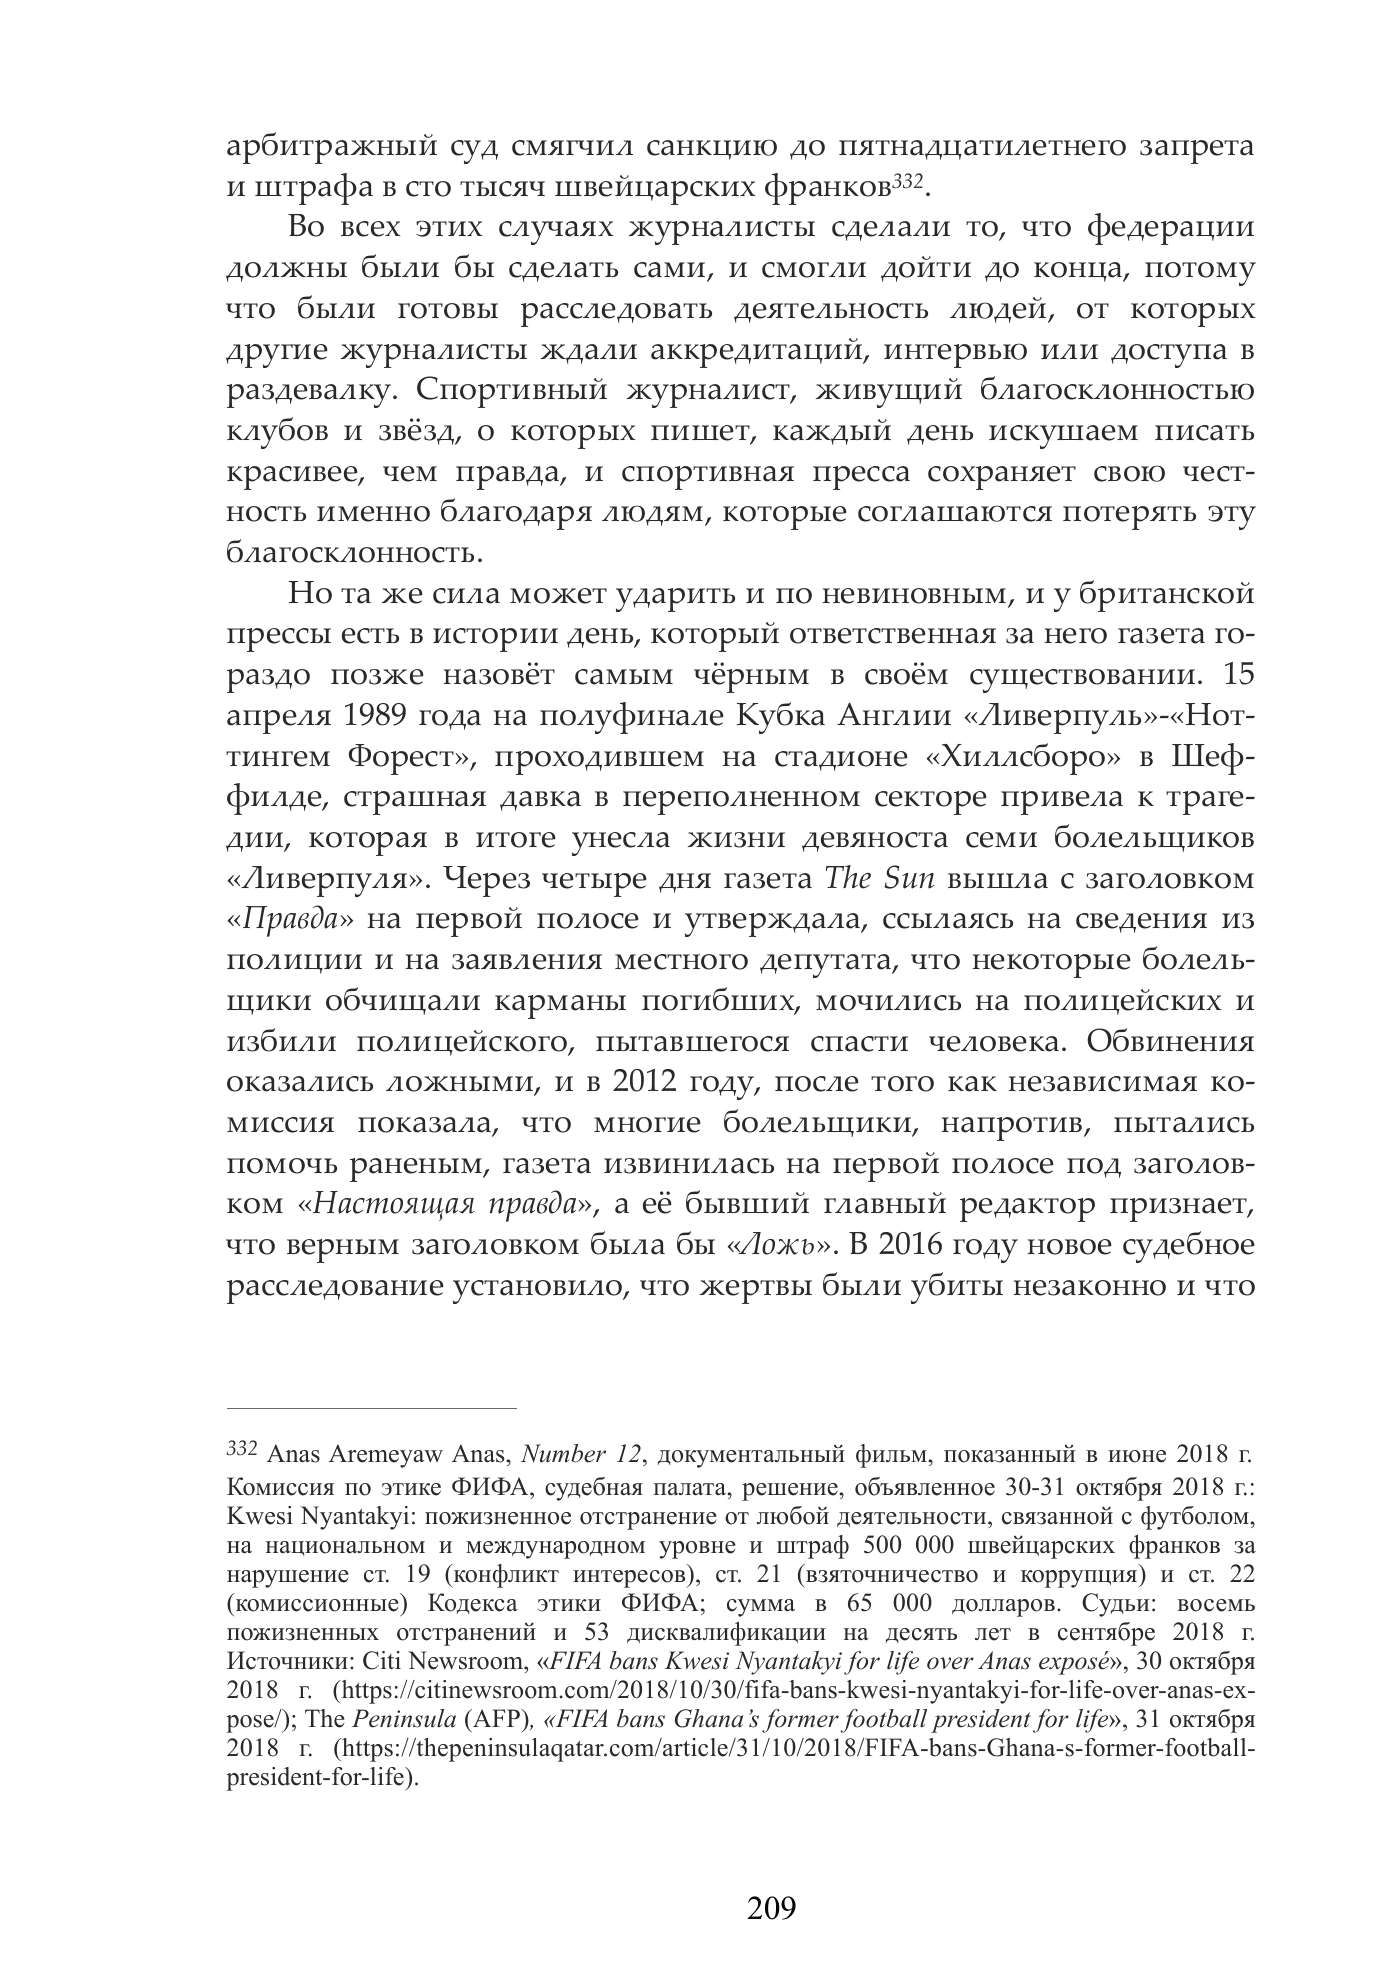 арбитражный суд смягчил санкцию до пятнадцатилетнего запрета
и штрафа в сто тысяч швейцарских франков332.
Во всех этих случаях журналисты сделали то, что федерации
должны были бы сделать сами, и смогли дойти до конца, потому
что были готовы расследовать деятельность людей, от которых
другие журналисты ждали аккредитаций, интервью или доступа в
раздевалку. Спортивный журналист, живущий благосклонностью
клубов и звёзд, о которых пишет, каждый день искушаем писать
красивее, чем правда, и спортивная пресса сохраняет свою чест-
ность именно благодаря людям, которые соглашаются потерять эту
благосклонность.
Но та же сила может ударить и по невиновным, и у британской
прессы есть в истории день, который ответственная за него газета го-
раздо позже назовёт самым чёрным в своём существовании. 15
апреля 1989 года на полуфинале Кубка Англии «Ливерпуль»-«Нот-
тингем Форест», проходившем на стадионе «Хиллсборо» в Шеф-
филде, страшная давка в переполненном секторе привела к траге-
дии, которая в итоге унесла жизни девяноста семи болельщиков
«Ливерпуля». Через четыре дня газета The Sun вышла с заголовком
«Правда» на первой полосе и утверждала, ссылаясь на сведения из
полиции и на заявления местного депутата, что некоторые болель-
щики обчищали карманы погибших, мочились на полицейских и
избили полицейского, пытавшегося спасти человека. Обвинения
оказались ложными, и в 2012 году, после того как независимая ко-
миссия показала, что многие болельщики, напротив, пытались
помочь раненым, газета извинилась на первой полосе под заголов-
ком «Настоящая правда», а её бывший главный редактор признает,
что верным заголовком была бы «Ложь». В 2016 году новое судебное
расследование установило, что жертвы были убиты незаконно и что
332 Anas Aremeyaw Anas, Number 12, документальный фильм, показанный в июне 2018 г.
Комиссия по этике ФИФА, судебная палата, решение, объявленное 30-31 октября 2018 г.:
Kwesi Nyantakyi: пожизненное отстранение от любой деятельности, связанной с футболом,
на национальном и международном уровне и штраф 500 000 швейцарских франков за
нарушение ст. 19 (конфликт интересов), ст. 21 (взяточничество и коррупция) и ст. 22
(комиссионные) Кодекса этики ФИФА; сумма в 65 000 долларов. Судьи: восемь
пожизненных отстранений и 53 дисквалификации на десять лет в сентябре 2018 г.
Источники: Citi Newsroom, «FIFA bans Kwesi Nyantakyi for life over Anas exposé», 30 октября
2018 г. (https://citinewsroom.com/2018/10/30/fifa-bans-kwesi-nyantakyi-for-life-over-anas-ex-
pose/); The Peninsula (AFP), «FIFA bans Ghana’s former football president for life», 31 октября
2018 г. (https://thepeninsulaqatar.com/article/31/10/2018/FIFA-bans-Ghana-s-former-football-
president-for-life).
209